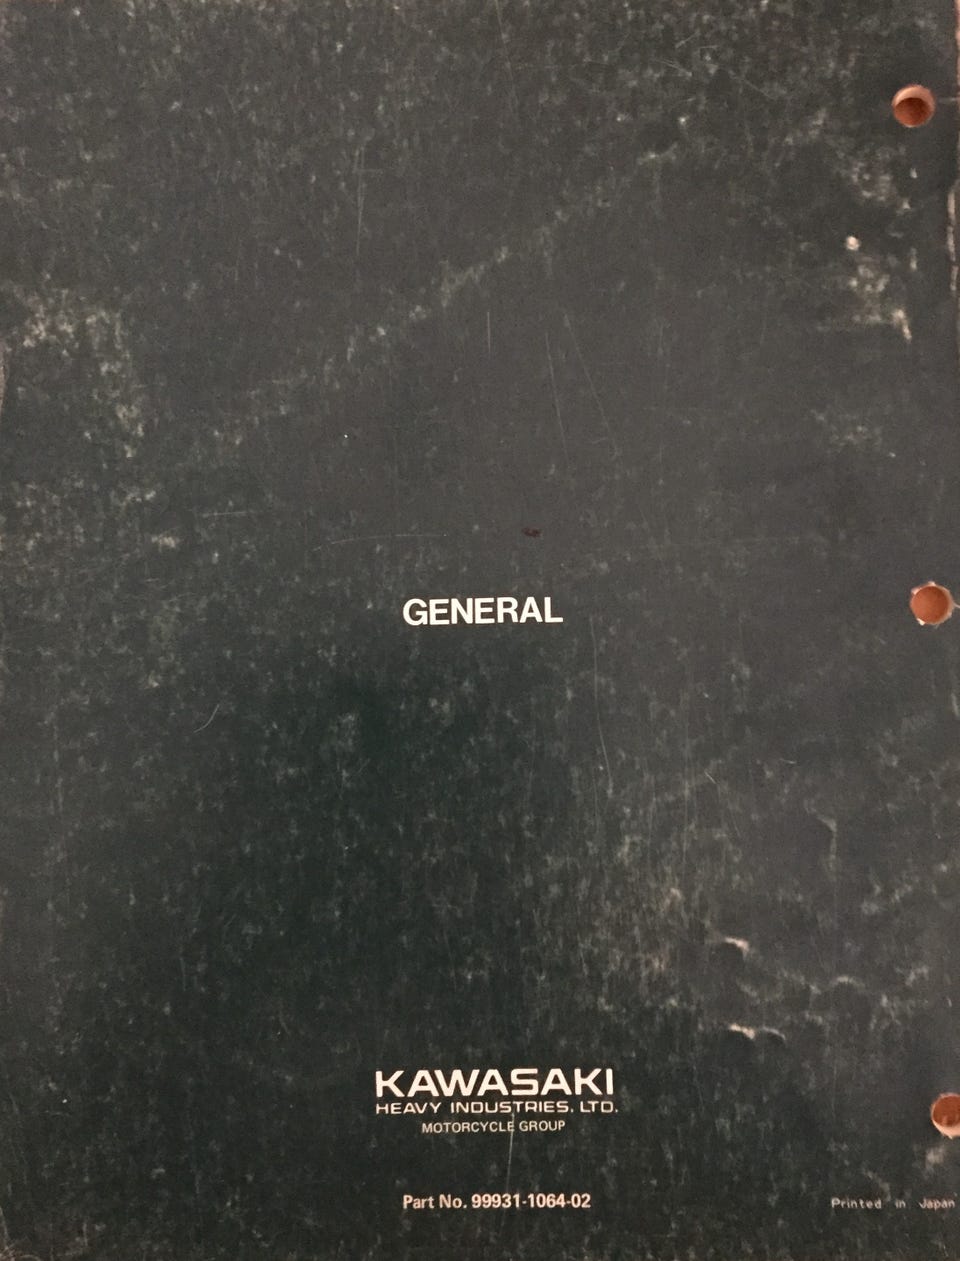 GENERAL
KAWASAKI
HEAVY INDUSTRIES, LTD.
MOTORCYCLE GROUP
Part No. 99931-1064-02
Printed in Japan